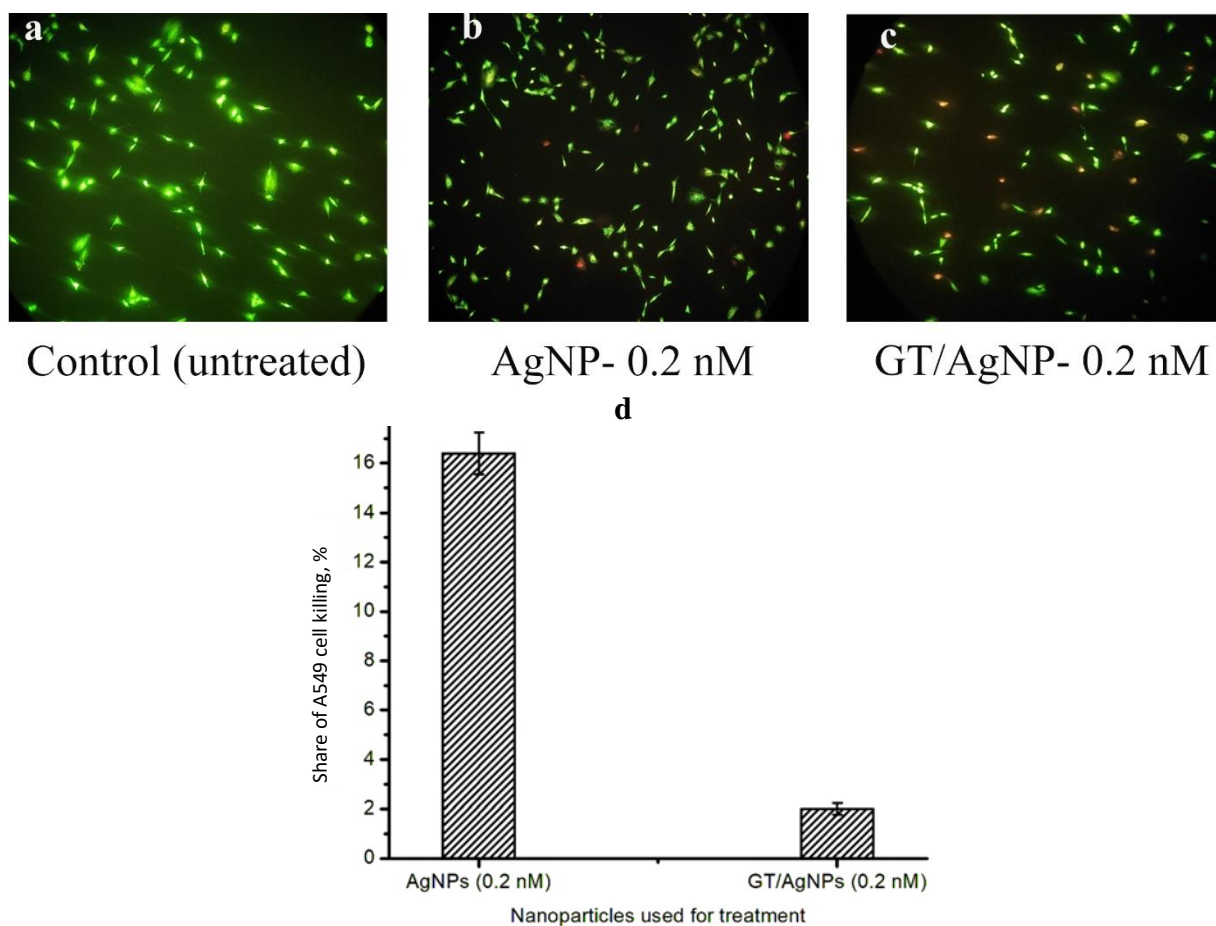 a
b
c
Control (untreated)
AgNP- 0.2 nM
GT/AgNP- 0.2 nM
d
16
14
12
10
8
6
4
2
0
Share of A549 cell killing, %
AgNPs (0.2 nM)
GT/AgNPs (0.2 nM)
Nanoparticles used for treatment